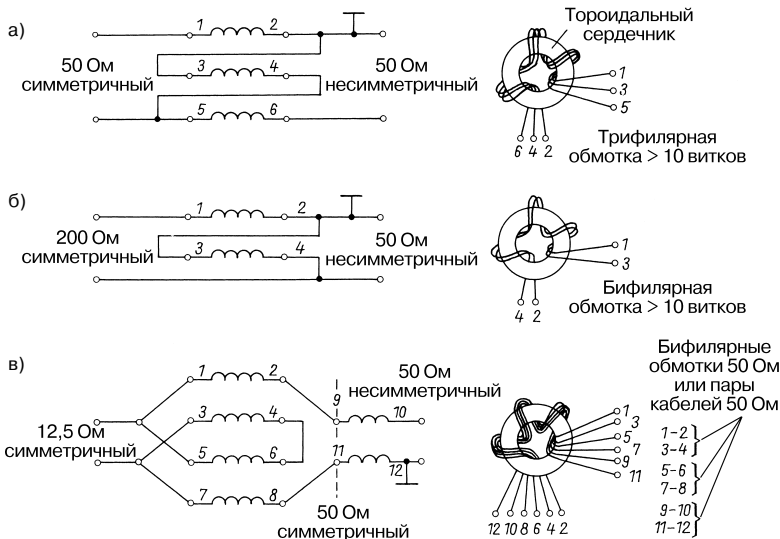 а)
1 2
50 Ом
симметричный
3 4
50 Ом
несимметричный
5 6
Тороидальный
сердечник
1
3
5
6 4 2
Трифилярная
обмотка > 10 витков
б)
1 2
200 Ом
симметричный
3 4
50 Ом
несимметричный
1
3
4 2
Бифилярная
обмотка > 10 витков
в)
1 2
3 4
12,5 Ом
симметричный
5 6
7 8
9
10
11
12
50 Ом
несимметричный
50 Ом
симметричный
1
3
5
7
9
11
12 10 8 6 4 2
Бифилярные
обмотки 50 Ом
или пары
кабелей 50 Ом
1–2
3–4
5–6
7–8
9–10
11–12